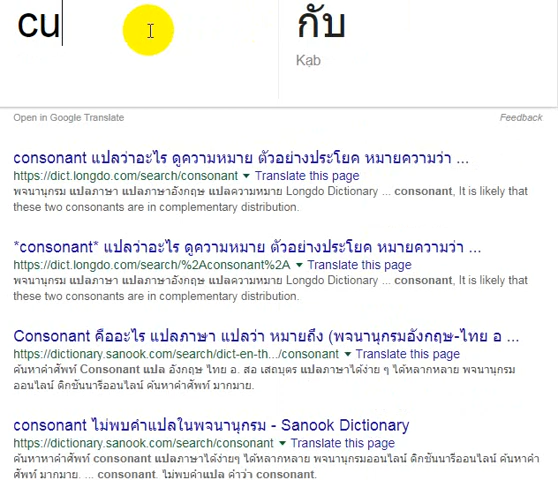 cu
กับ
Kạb
Open in Google Translate
Feedback
consonant แปลว่าอะไร ดูความหมาย ตัวอย่างประโยค หมายความว่า ...
https://dict.longdo.com/search/consonant ▼ Translate this page
พจนานุกรม แปลภาษา แปลภาษาอังกฤษ แปลความหมาย Longdo Dictionary ... consonant, It is likely that
these two consonants are in complementary distribution.
*consonant* แปลว่าอะไร ดูความหมาย ตัวอย่างประโยค หมายความว่า ...
https://dict.longdo.com/search/%2Aconsonant%2A ▼ Translate this page
พจนานุกรม แปลภาษา แปลภาษาอังกฤษ แปลความหมาย Longdo Dictionary ... consonant, It is likely that
these two consonants are in complementary distribution.
Consonant คืออะไร แปลภาษา แปลว่า หมายถึง (พจนานุกรมอังกฤษ-ไทย อ ...
https://dictionary.sanook.com/search/dict-en-th.../consonant ▼ Translate this page
ค้นหาคำศัพท์ Consonant แปล อังกฤษ ไทย อ. สอ เสถบุตร แปลภาษาได้ง่าย ๆ ได้หลากหลาย พจนานุกรม
ออนไลน์ ดิกชันนารีออนไลน์ ค้นหาคำศัพท์ มากมาย.
consonant ไม่พบคำแปลในพจนานุกรม - Sanook Dictionary
https://dictionary.sanook.com/search/consonant ▼ Translate this page
ค้นหาหาคำศัพท์ consonant แปลภาษาได้ง่ายๆ ได้หลากหลาย พจนานุกรมออนไลน์ ดิกชันนารีออนไลน์ ค้นหาคำ
ศัพท์ มากมาย. ... consonant. ไม่พบคำแปล คำว่า consonant.